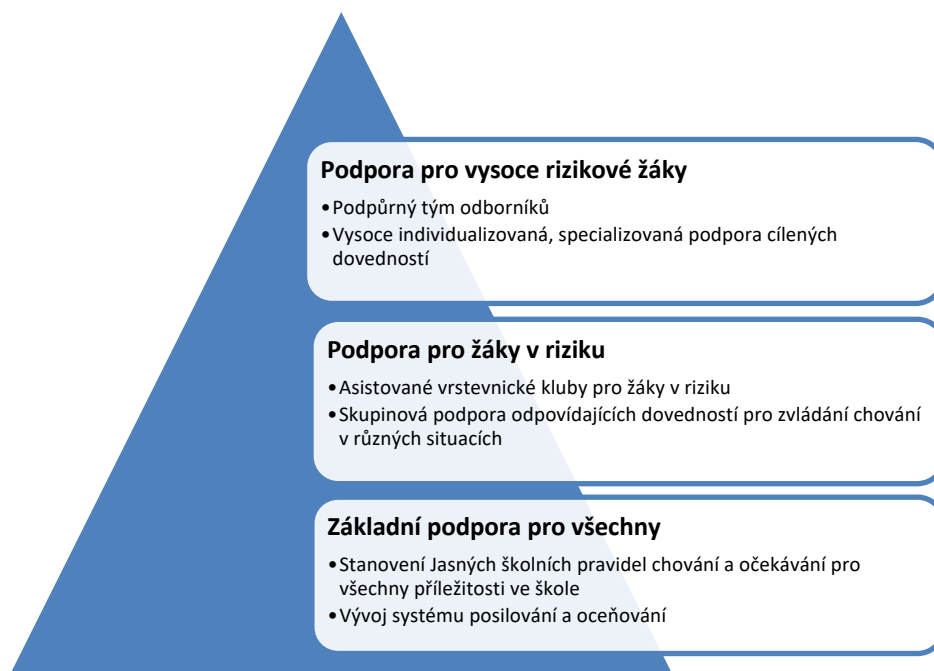 Podpora pro vysoce rizikové žáky
•Podpůrný tým odborníků
•Vysoce individualizovaná, specializovaná podpora cílených
dovedností
Podpora pro žáky v riziku
•Asistované vrstevnické kluby pro žáky v riziku
•Skupinová podpora odpovídajících dovedností pro zvládání chování
v různých situacích
Základní podpora pro všechny
•Stanovení Jasných školních pravidel chování a očekávání pro
všechny příležitosti ve škole
•Vývoj systému posilování a oceňování